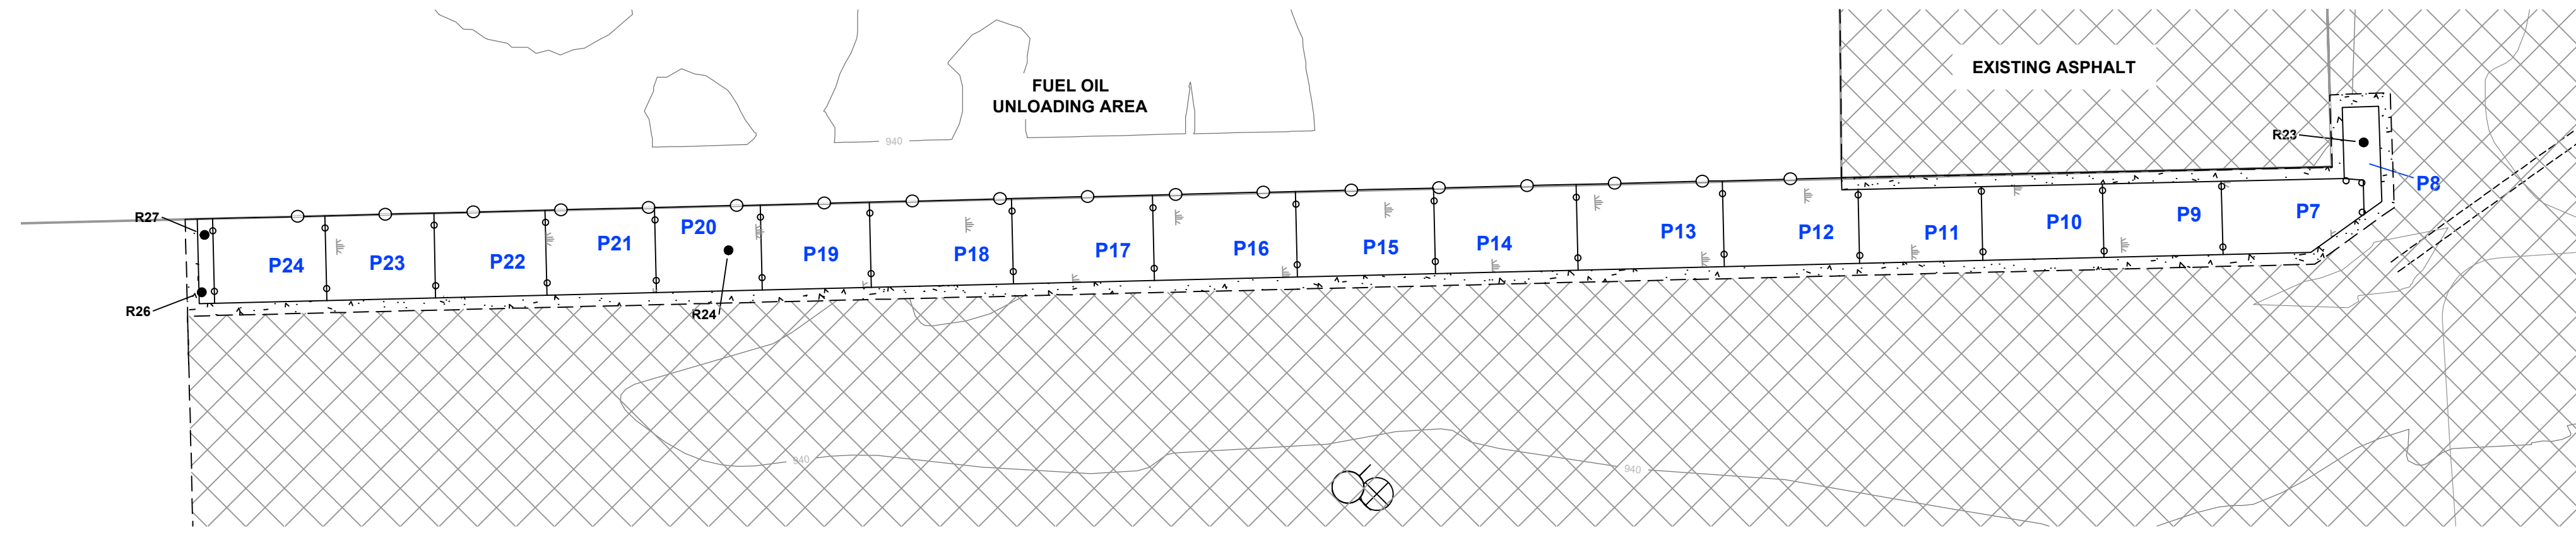 FUEL OIL
UNLOADING AREA
EXISTING ASPHALT
940
R23
P8
R27
P24
P23
P22
P21
P20
P19
P18
P17
P16
P15
P14
P13
P12
P11
P10
P9
P7
R26
R24
940
940